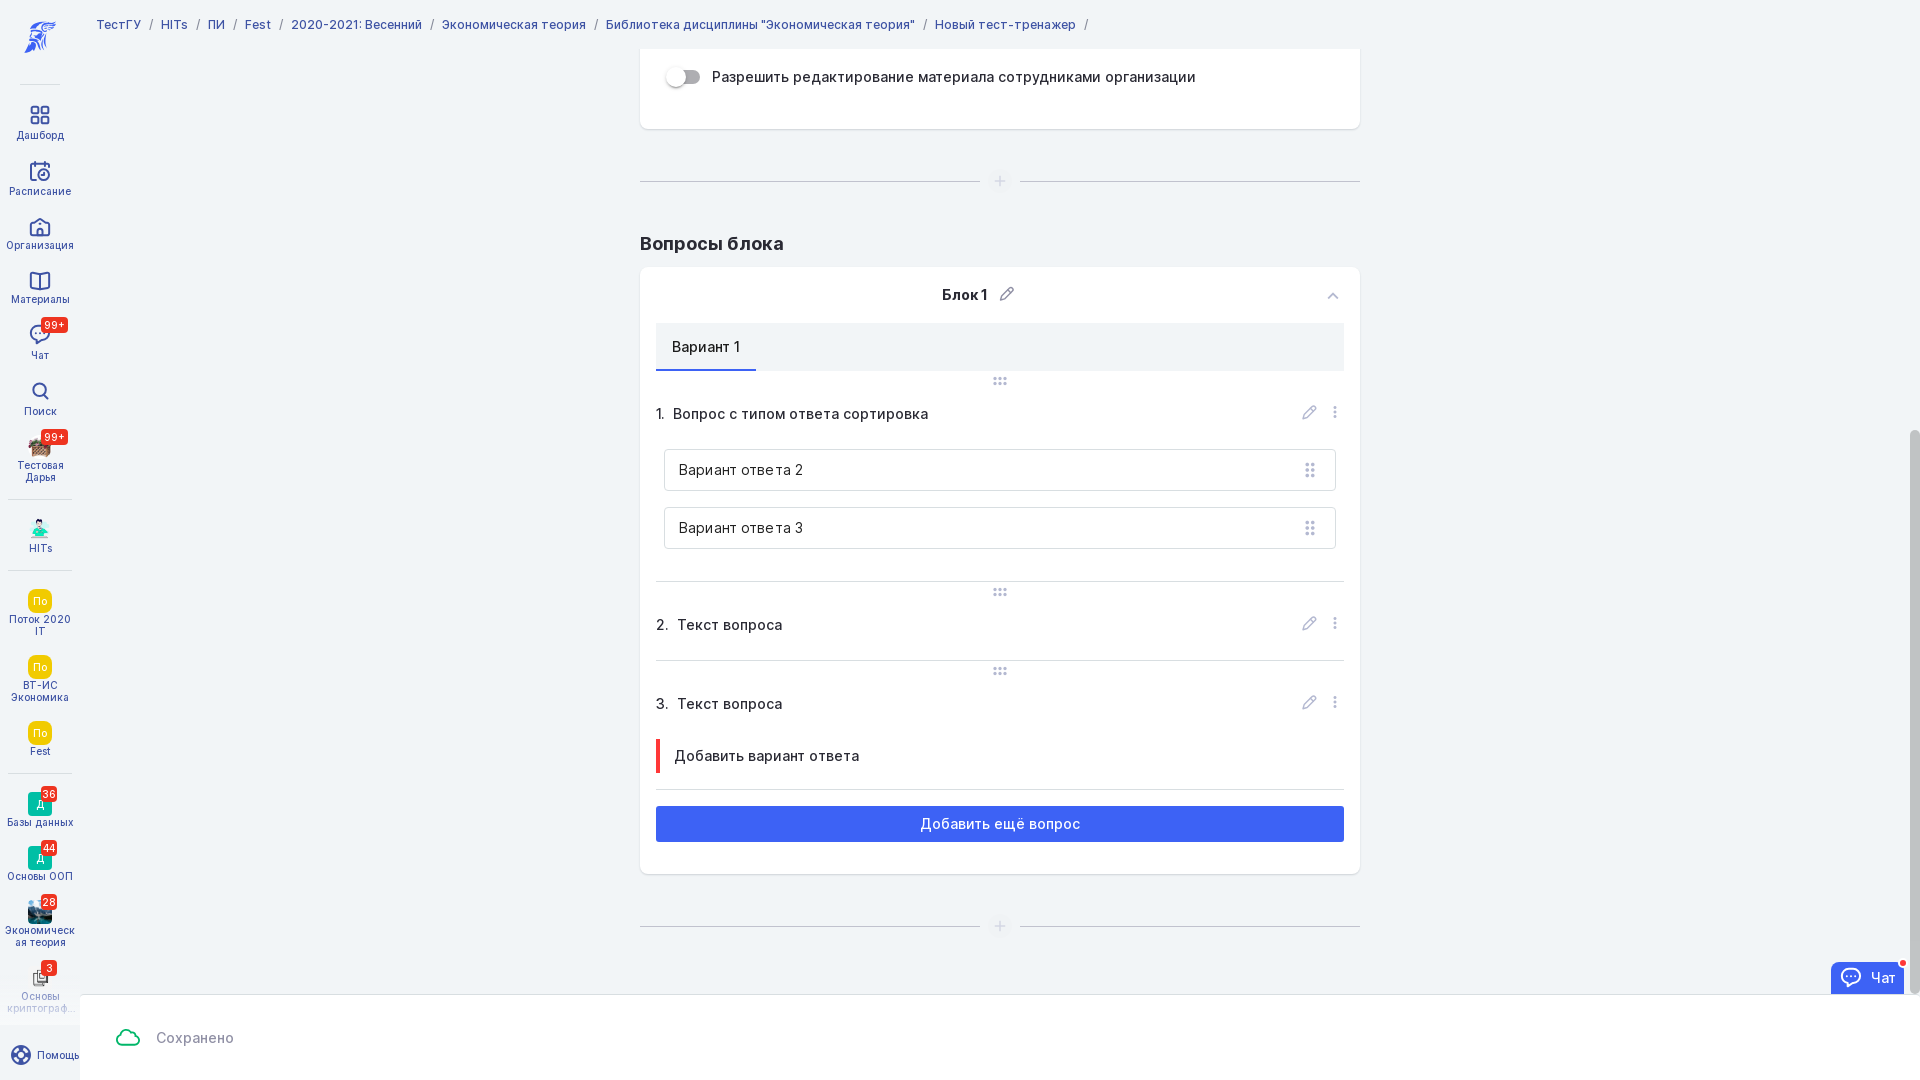 ТестГУ / HITs / ПИ / Fest / 2020-2021: Весенний / Экономическая теория / Библиотека дисциплины "Экономическая теория" / Новый тест-тренажер /
Дашборд
Расписание
Организация
Материалы
99+
Чат
Поиск
99+
Тестовая
Дарья
HITs
По
Поток 2020
IT
По
ВТ-ИС
Экономика
По
Fest
36
Д
Базы данных
44
Д
Основы ООП
28
Экономическ
ая теория
3
Основы
криптограф...
Помощь
Разрешить редактирование материала сотрудниками организации
Вопросы блока
Блок 1
Вариант 1
1. Вопрос с типом ответа сортировка
Вариант ответа 2
Вариант ответа 3
2. Текст вопроса
3. Текст вопроса
Добавить вариант ответа
Добавить ещё вопрос
Чат
Сохранено